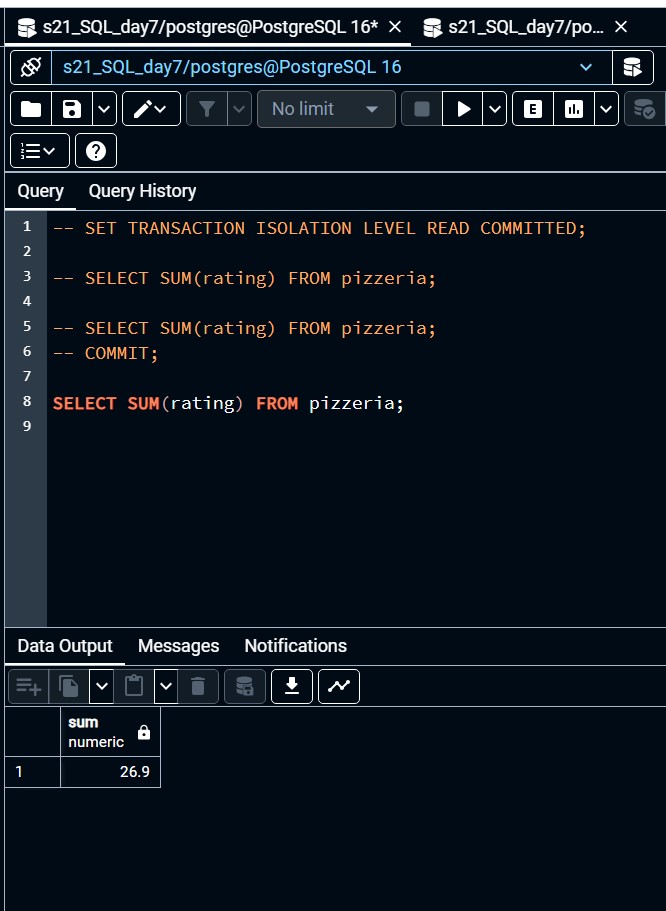 s21_SQL_day7/postgres@PostgreSQL 16* s21_SQL_day7/po...
s21_SQL_day7/postgres@PostgreSQL 16
No limit
E
Query Query History
1 -- SET TRANSACTION ISOLATION LEVEL READ COMMITTED;
2
3 -- SELECT SUM(rating) FROM pizzeria;
4
5 -- SELECT SUM(rating) FROM pizzeria;
6 -- COMMIT;
7
8 SELECT SUM(rating) FROM pizzeria;
9
Data Output Messages Notifications
sum
numeric
1 26.9